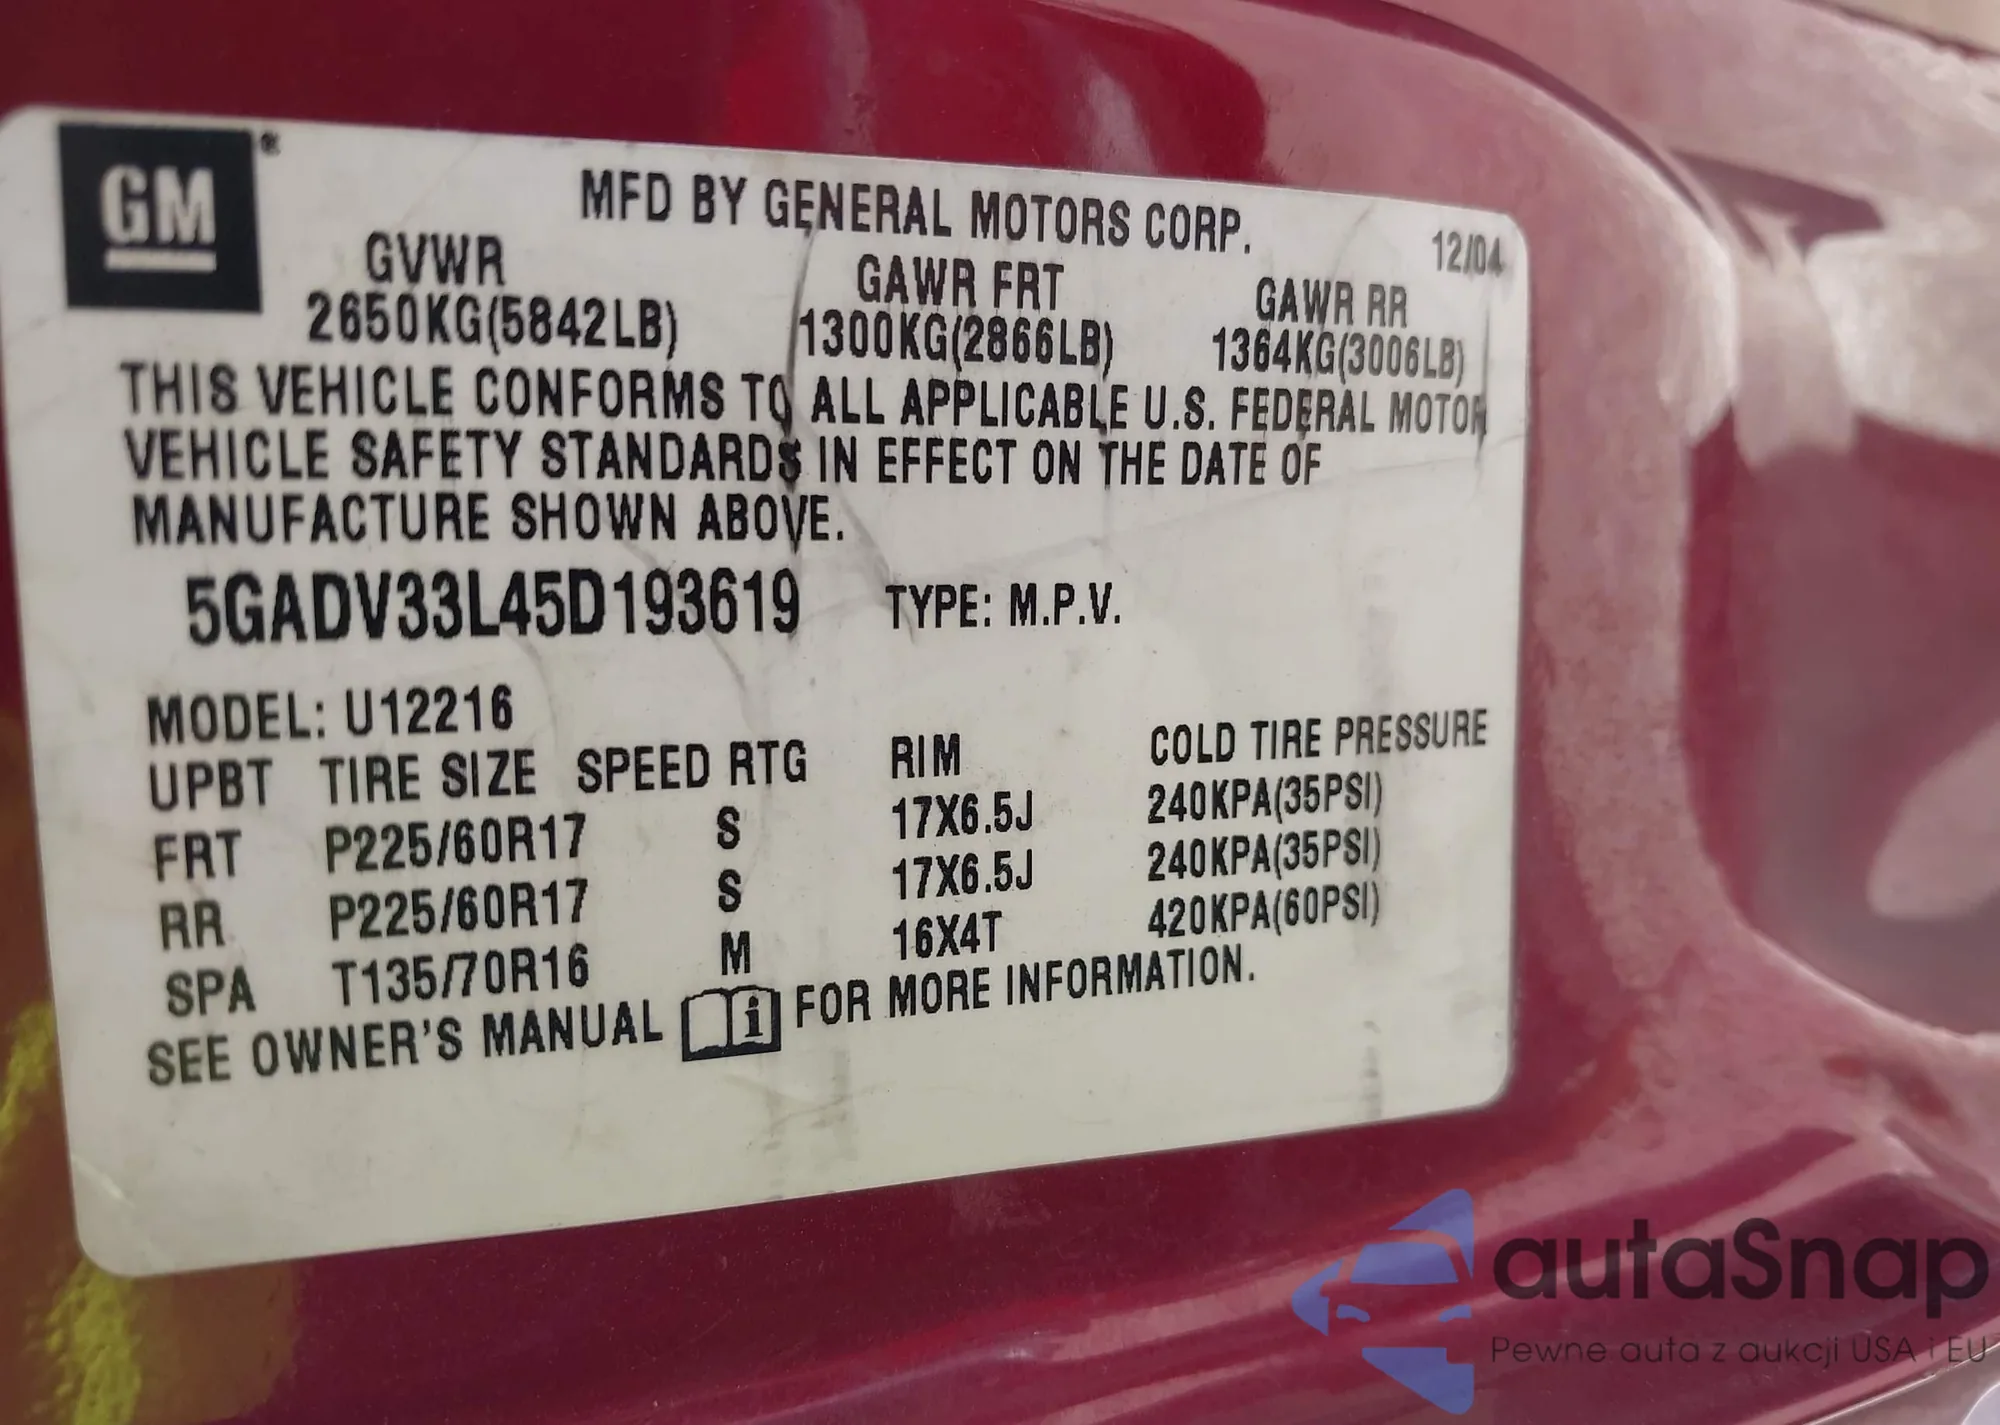 GM®
MFD BY GENERAL MOTORS CORP.
12/04
GVWR GAWR FRT GAWR RR
2650KG(5842LB) 1300KG(2866LB) 1364KG(3006LB)
THIS VEHICLE CONFORMS TO ALL APPLICABLE U.S. FEDERAL MOTOR
VEHICLE SAFETY STANDARDS IN EFFECT ON THE DATE OF
MANUFACTURE SHOWN ABOVE.
5GADV33L45D193619 TYPE: M.P.V.
MODEL: U12216
UPBT TIRE SIZE SPEED RTG RIM COLD TIRE PRESSURE
FRT P225/60R17 S 17X6.5J 240KPA(35PSI)
RR P225/60R17 S 17X6.5J 240KPA(35PSI)
SPA T135/70R16 M 16X4T 420KPA(60PSI)
SEE OWNER'S MANUAL i FOR MORE INFORMATION.
autaSnap
Pewne auta z aukcji USA i EU